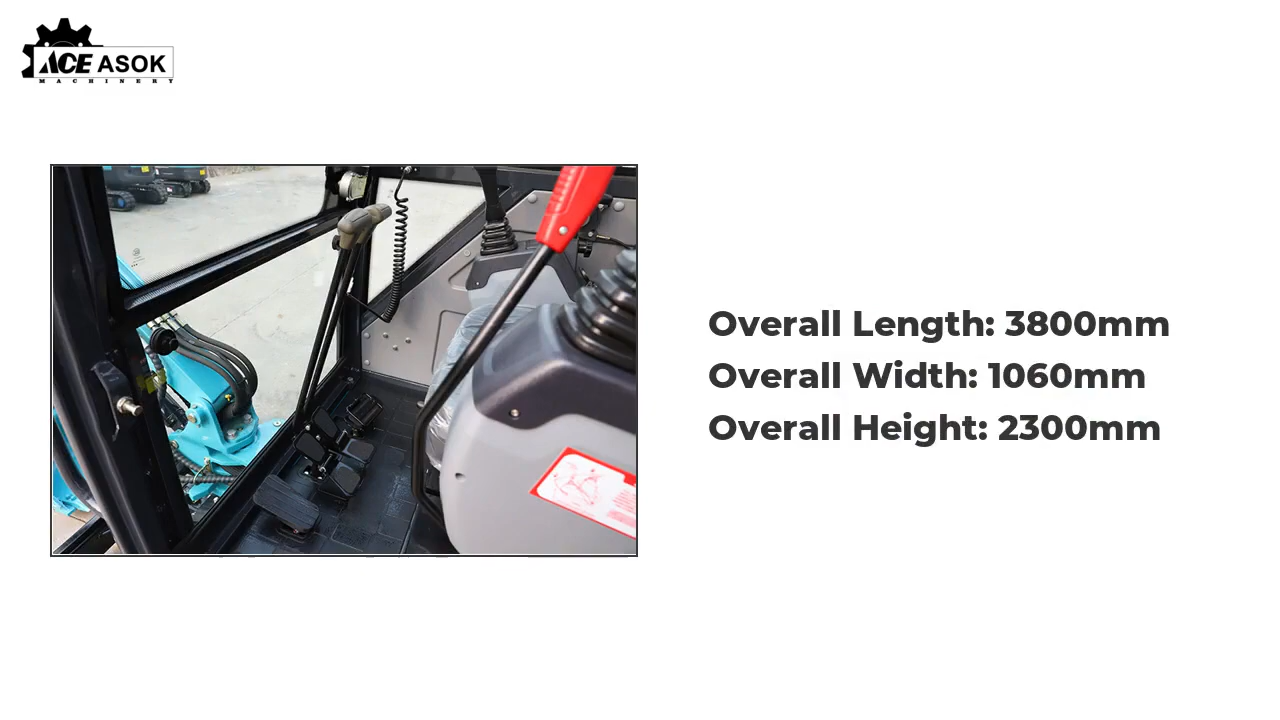 ACE ASOK
MACHINERY
Overall Length: 3800mm
Overall Width: 1060mm
Overall Height: 2300mm